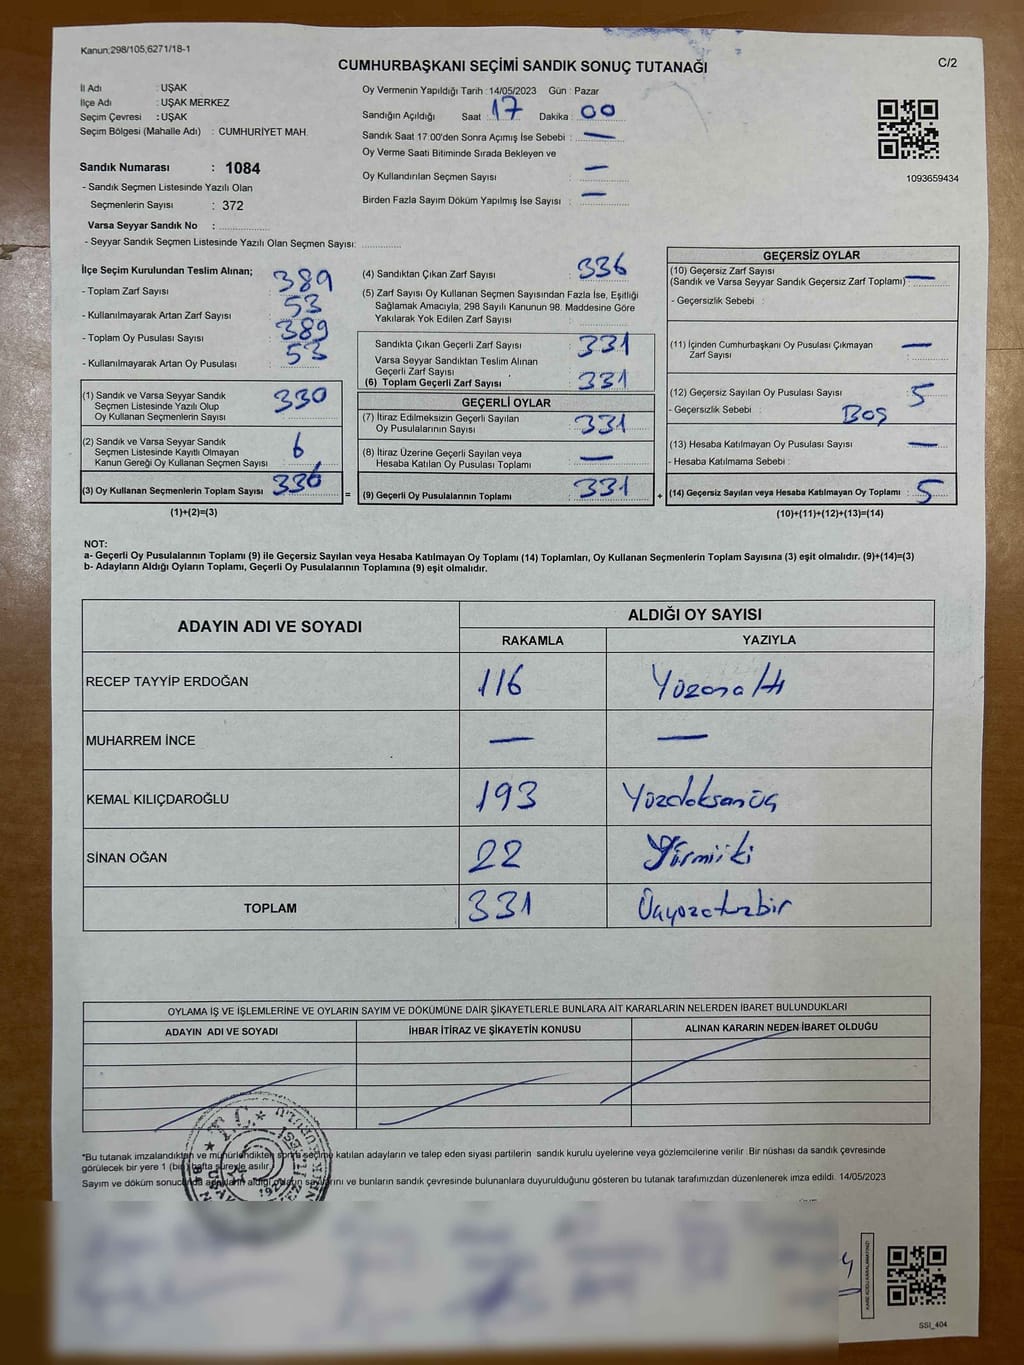 Kanun;298/105,6271/18-1
CUMHURBAŞKANI SEÇİMİ SANDIK SONUÇ TUTANAĞI
C/2
İl Adı : UŞAK
İlçe Adı : UŞAK MERKEZ
Seçim Çevresi : UŞAK
Seçim Bölgesi (Mahalle Adı) : CUMHURİYET MAH.
Sandık Numarası : 1084
- Sandık Seçmen Listesinde Yazılı Olan
Seçmenlerin Sayısı : 372
Varsa Seyyar Sandık No :
- Seyyar Sandık Seçmen Listesinde Yazılı Olan Seçmen Sayısı:
Oy Vermenin Yapıldığı Tarih : 14/05/2023 Gün : Pazar
Sandığın Açıldığı Saat : 17 Dakika : 00
Sandık Saat 17:00'den Sonra Açımış İse Sebebi : —
Oy Verme Saati Bitiminde Sırada Bekleyen ve
Oy Kullandırılan Seçmen Sayısı : —
Birden Fazla Sayım Döküm Yapılmış İse Sayısı : —
1093659434
İlçe Seçim Kurulundan Teslim Alınan;
- Toplam Zarf Sayısı : 389
- Kullanılmayarak Artan Zarf Sayısı : 53
- Toplam Oy Pusulası Sayısı : 389
- Kullanılmayarak Artan Oy Pusulası : 53
(1) Sandık ve Varsa Seyyar Sandık
Seçmen Listesinde Yazılı Olup
Oy Kullanan Seçmenlerin Sayısı : 330
(2) Sandık ve Varsa Seyyar Sandık
Seçmen Listesinde Kayıtlı Olmayan
Kanun Gereği Oy Kullanan Seçmen Sayısı : 6
(3) Oy Kullanan Seçmenlerin Toplam Sayısı : 336
(1)+(2)=(3)
(4) Sandıktan Çıkan Zarf Sayısı : 336
(5) Zarf Sayısı Oy Kullanan Seçmen Sayısından Fazla İse, Eşitliği
Sağlamak Amacıyla; 298 Sayılı Kanunun 98. Maddesine Göre
Yakılarak Yok Edilen Zarf Sayısı :
Sandıkta Çıkan Geçerli Zarf Sayısı : 331
Varsa Seyyar Sandıktan Teslim Alınan
Geçerli Zarf Sayısı :
(6) Toplam Geçerli Zarf Sayısı : 331
GEÇERLİ OYLAR
(7) İtiraz Edilmeksizin Geçerli Sayılan
Oy Pusulalarının Sayısı : 331
(8) İtiraz Üzerine Geçerli Sayılan veya
Hesaba Katılan Oy Pusulası Toplamı : —
= (9) Geçerli Oy Pusulalarının Toplamı : 331 +
GEÇERSİZ OYLAR
(10) Geçersiz Zarf Sayısı
(Sandık ve Varsa Seyyar Sandık Geçersiz Zarf Toplamı) : —
- Geçersizlik Sebebi :
(11) İçinden Cumhurbaşkanı Oy Pusulası Çıkmayan
Zarf Sayısı : —
(12) Geçersiz Sayılan Oy Pusulası Sayısı : 5
- Geçersizlik Sebebi : Boş
(13) Hesaba Katılmayan Oy Pusulası Sayısı : —
- Hesaba Katılmama Sebebi :
(14) Geçersiz Sayılan veya Hesaba Katılmayan Oy Toplamı : 5
(10)+(11)+(12)+(13)=(14)
NOT:
a- Geçerli Oy Pusulalarının Toplamı (9) ile Geçersiz Sayılan veya Hesaba Katılmayan Oy Toplamı (14) Toplamları, Oy Kullanan Seçmenlerin Toplam Sayısına (3) eşit olmalıdır. (9)+(14)=(3)
b- Adayların Aldığı Oyların Toplamı, Geçerli Oy Pusulalarının Toplamına (9) eşit olmalıdır.
ADAYIN ADI VE SOYADI ALDIĞI OY SAYISI
RAKAMLA YAZIYLA
RECEP TAYYİP ERDOĞAN 116 Yüzonaltı
MUHARREM İNCE — —
KEMAL KILIÇDAROĞLU 193 Yüzdoksanüç
SİNAN OĞAN 22 Yirmiiki
TOPLAM 331 Üçyüzotuzbir
OYLAMA İŞ VE İŞLEMLERİNE VE OYLARIN SAYIM VE DÖKÜMÜNE DAİR ŞİKAYETLERLE BUNLARA AİT KARARLARIN NELERDEN İBARET BULUNDUKLARI
ADAYIN ADI VE SOYADI İHBAR İTİRAZ VE ŞİKAYETİN KONUSU ALINAN KARARIN NEDEN İBARET OLDUĞU
*Bu tutanak imzalandıktan ve mühürlendikten sonra seçime katılan adayların ve talep eden siyasi partilerin sandık kurulu üyelerine veya gözlemcilerine verilir .Bir nüshası da sandık çevresinde
görülecek bir yere 1 (bir) hafta süreyle asılır.
Sayım ve döküm sonucunda adayların aldığı oyların sayılarını ve bunların sandık çevresinde bulunanlara duyurulduğunu gösteren bu tutanak tarafımızdan düzenlenerek imza edildi. 14/05/2023
T.C.
SSİ_404